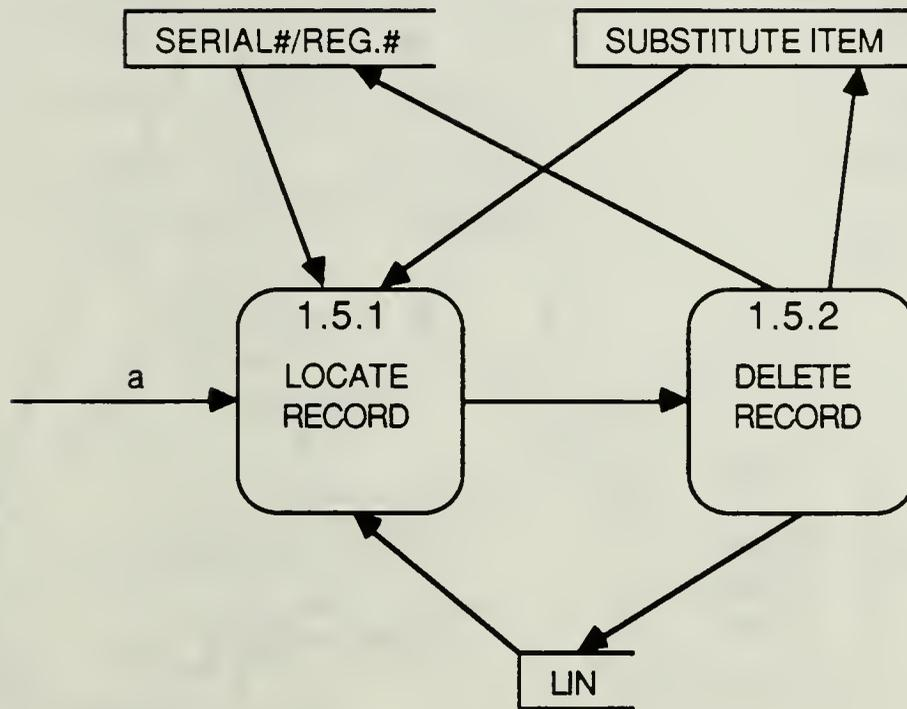 SERIAL#/REG.#
SUBSTITUTE ITEM
1.5.1
LOCATE
RECORD
a
1.5.2
DELETE
RECORD
LIN